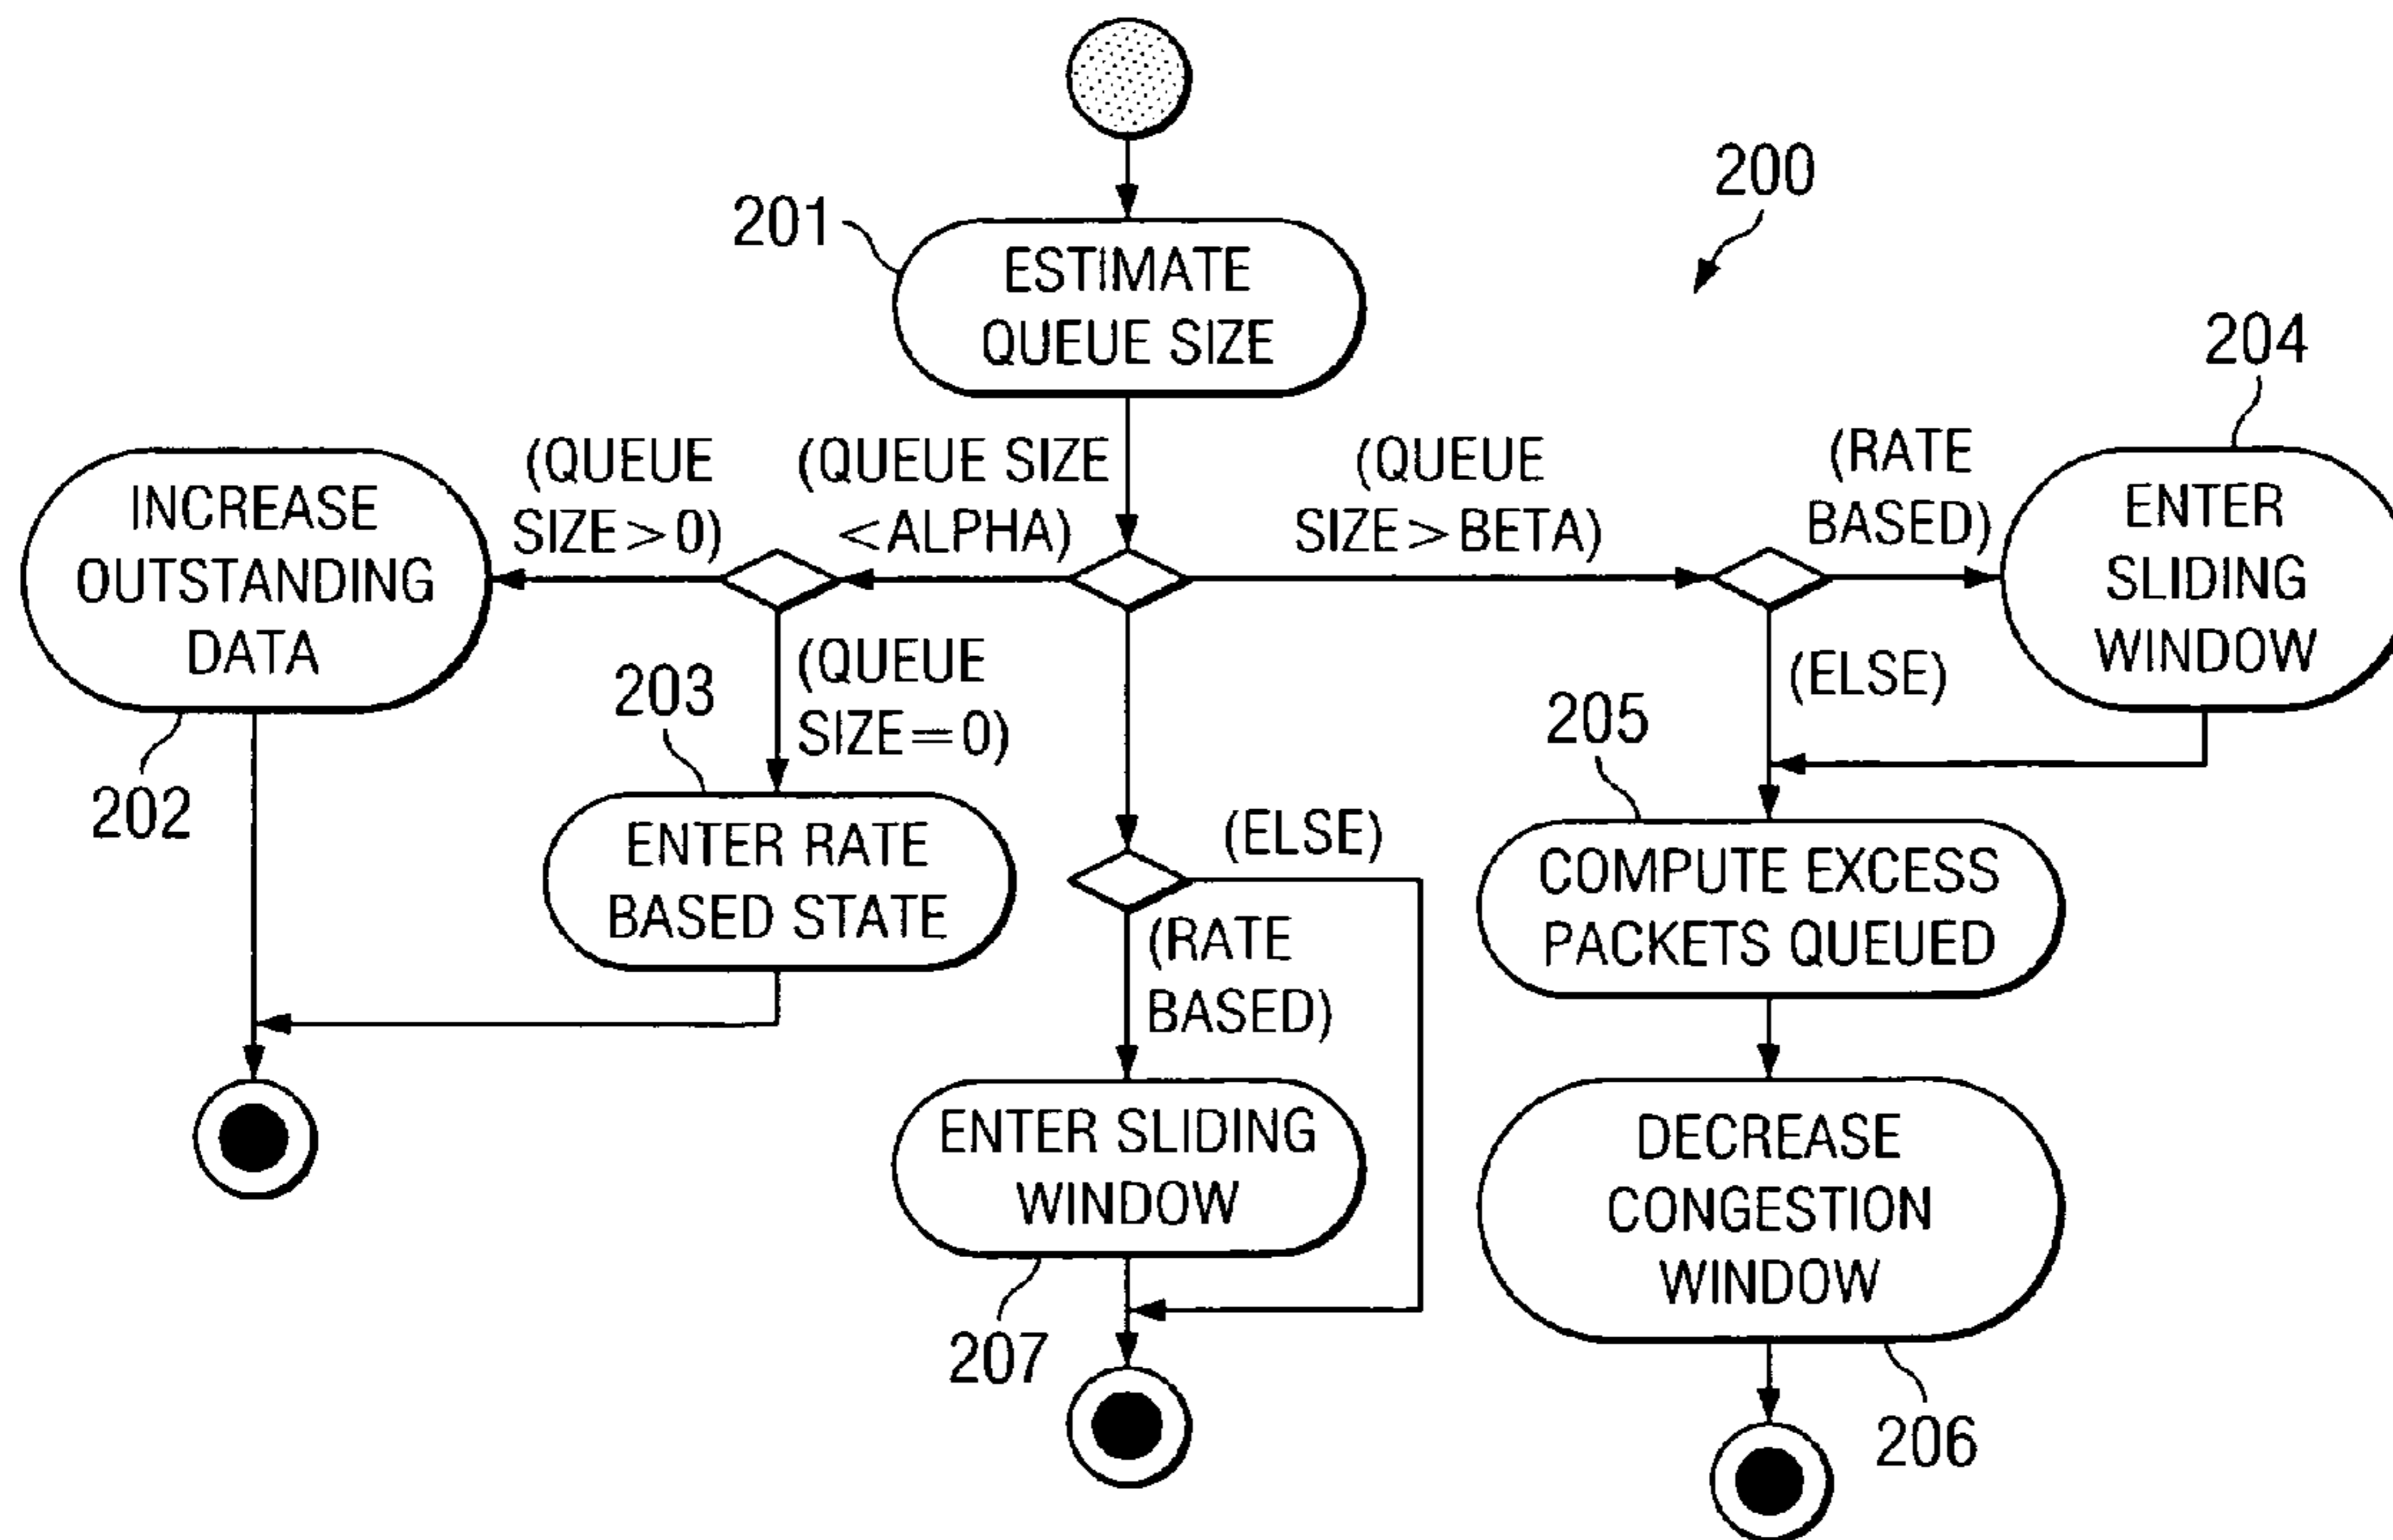 200
201
ESTIMATE
QUEUE SIZE
204
(QUEUE
SIZE>0)
(QUEUE SIZE
<ALPHA)
(QUEUE
SIZE>BETA)
(RATE
BASED)
INCREASE
OUTSTANDING
DATA
202
ENTER
SLIDING
WINDOW
203
(QUEUE
SIZE=0)
(ELSE)
205
ENTER RATE
BASED STATE
(ELSE)
(RATE
BASED)
COMPUTE EXCESS
PACKETS QUEUED
ENTER SLIDING
WINDOW
207
DECREASE
CONGESTION
WINDOW
206